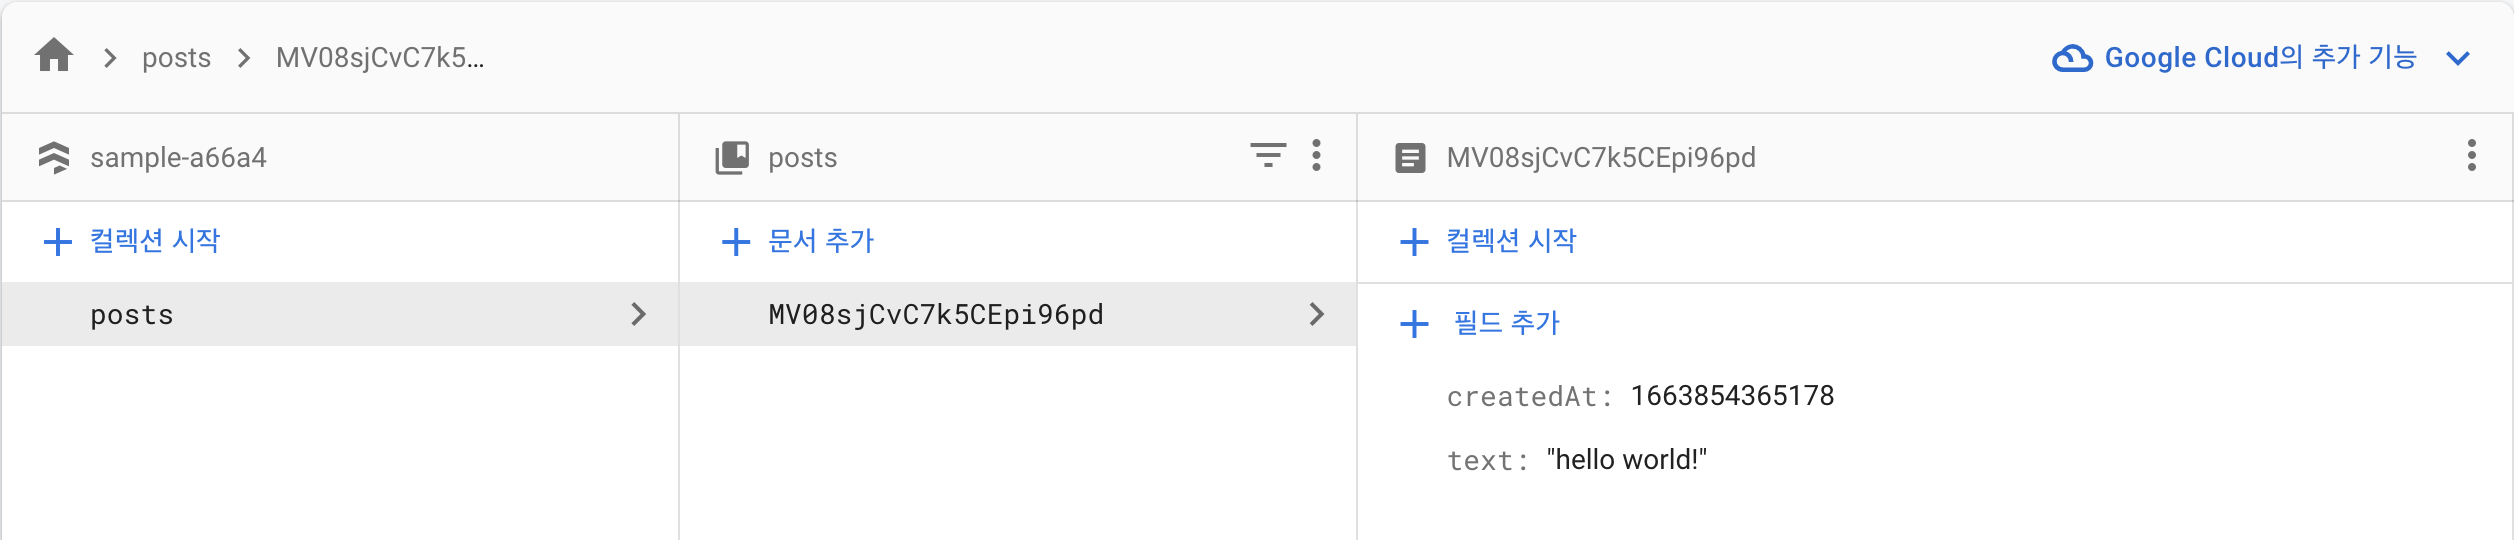 posts
MV08sjCvC7k5...
Google Cloud의 추가 기능
sample-a66a4
posts
MV08sjCvC7k5CEpi96pd
컬렉션 시작
문서 추가
컬렉션 시작
posts
MV08sjCvC7k5CEpi96pd
필드 추가
createdAt: 1663854365178
text: "hello world!"